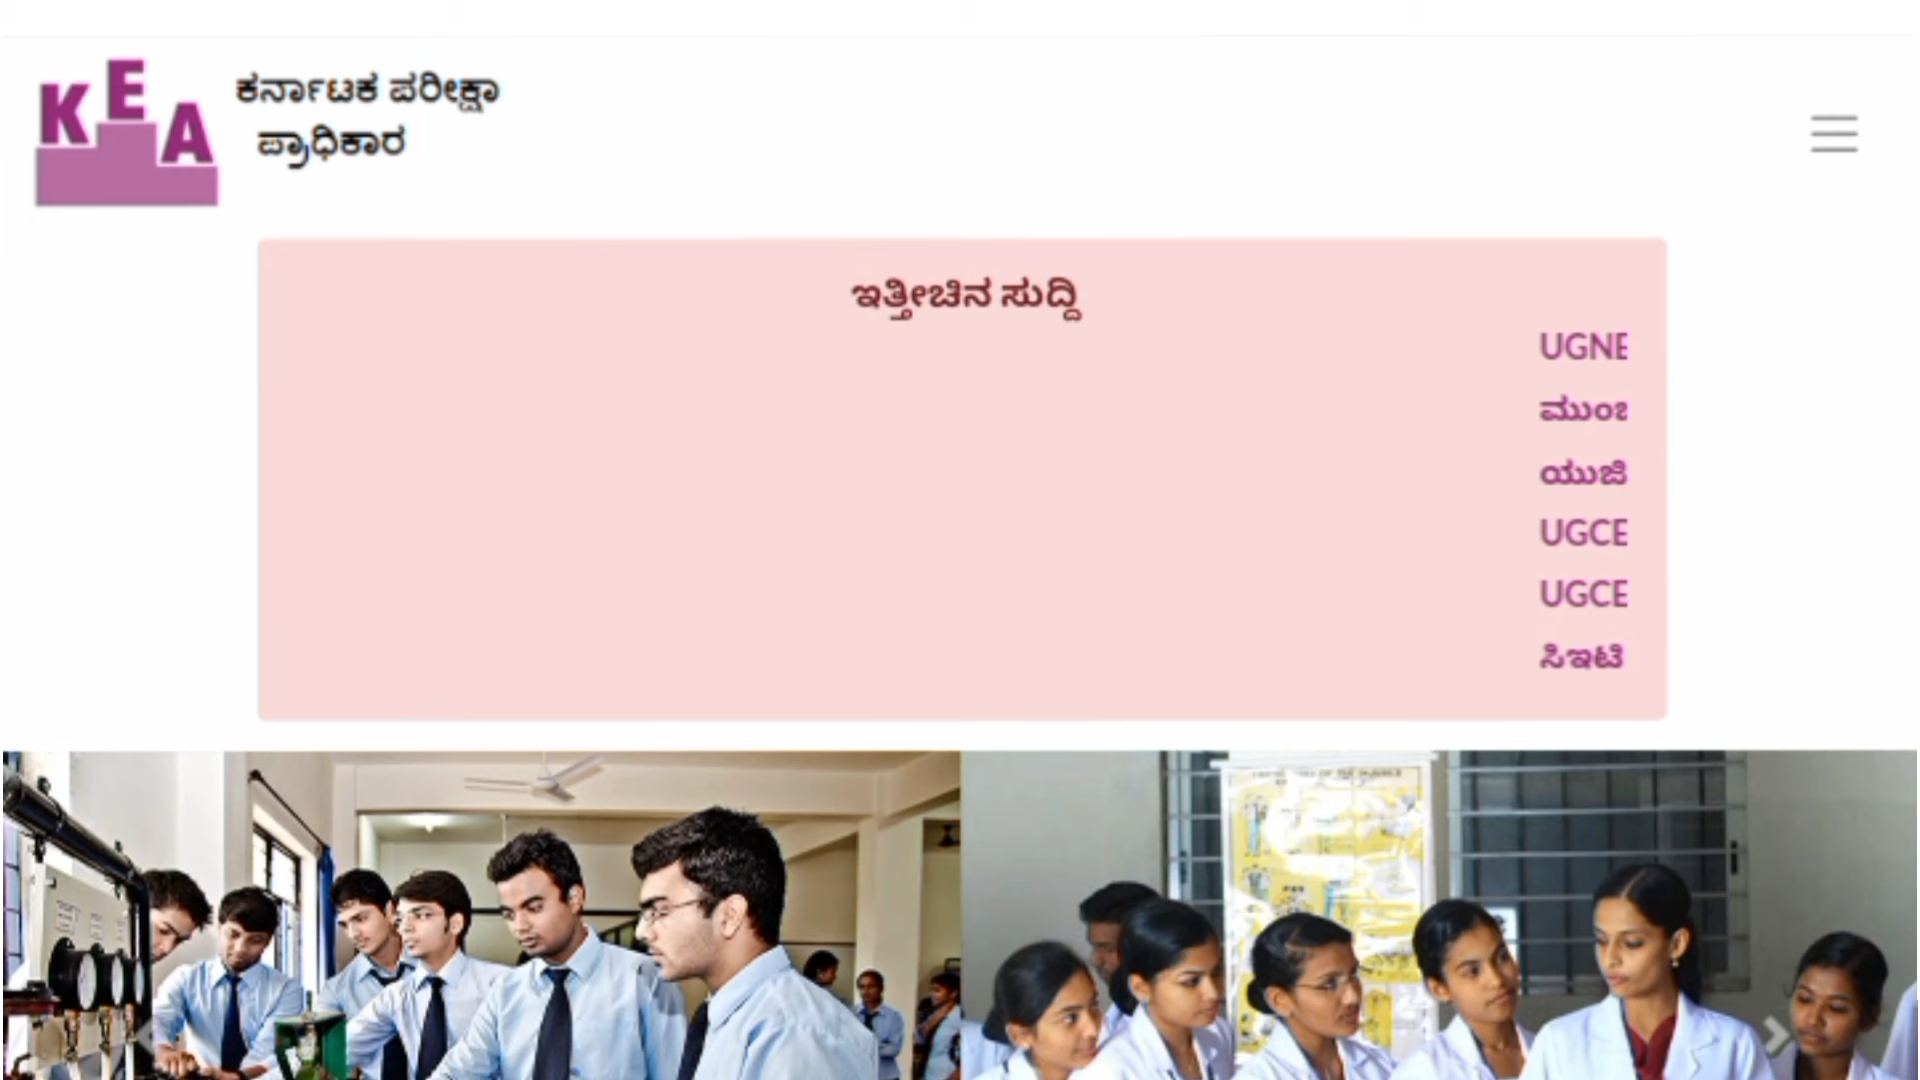 KEA
ಕರ್ನಾಟಕ ಪರೀಕ್ಷಾ
ಪ್ರಾಧಿಕಾರ
ಇತ್ತೀಚಿನ ಸುದ್ದಿ
UGNE
ಯುಜಿ
UGCE
UGCE
ಸಿಇಟಿ